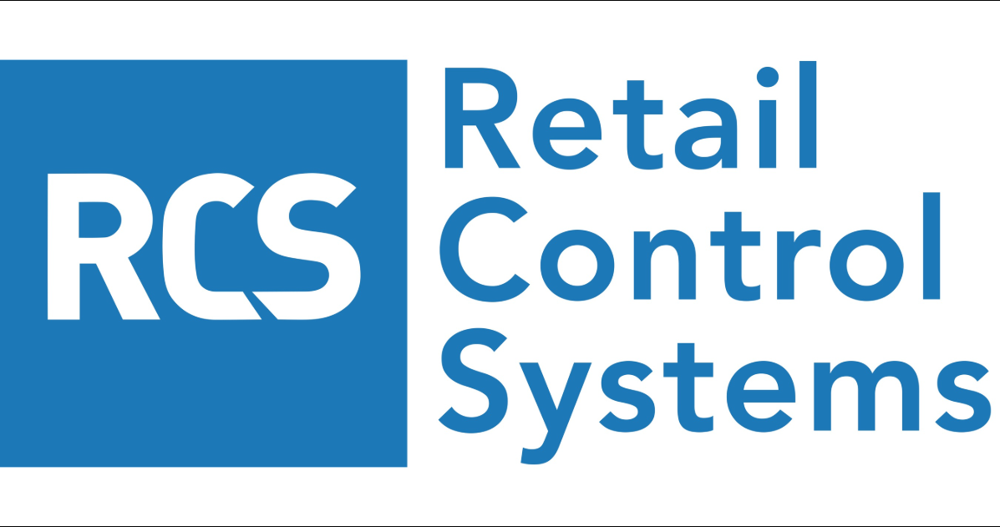 RCS
Retail
Control
Systems